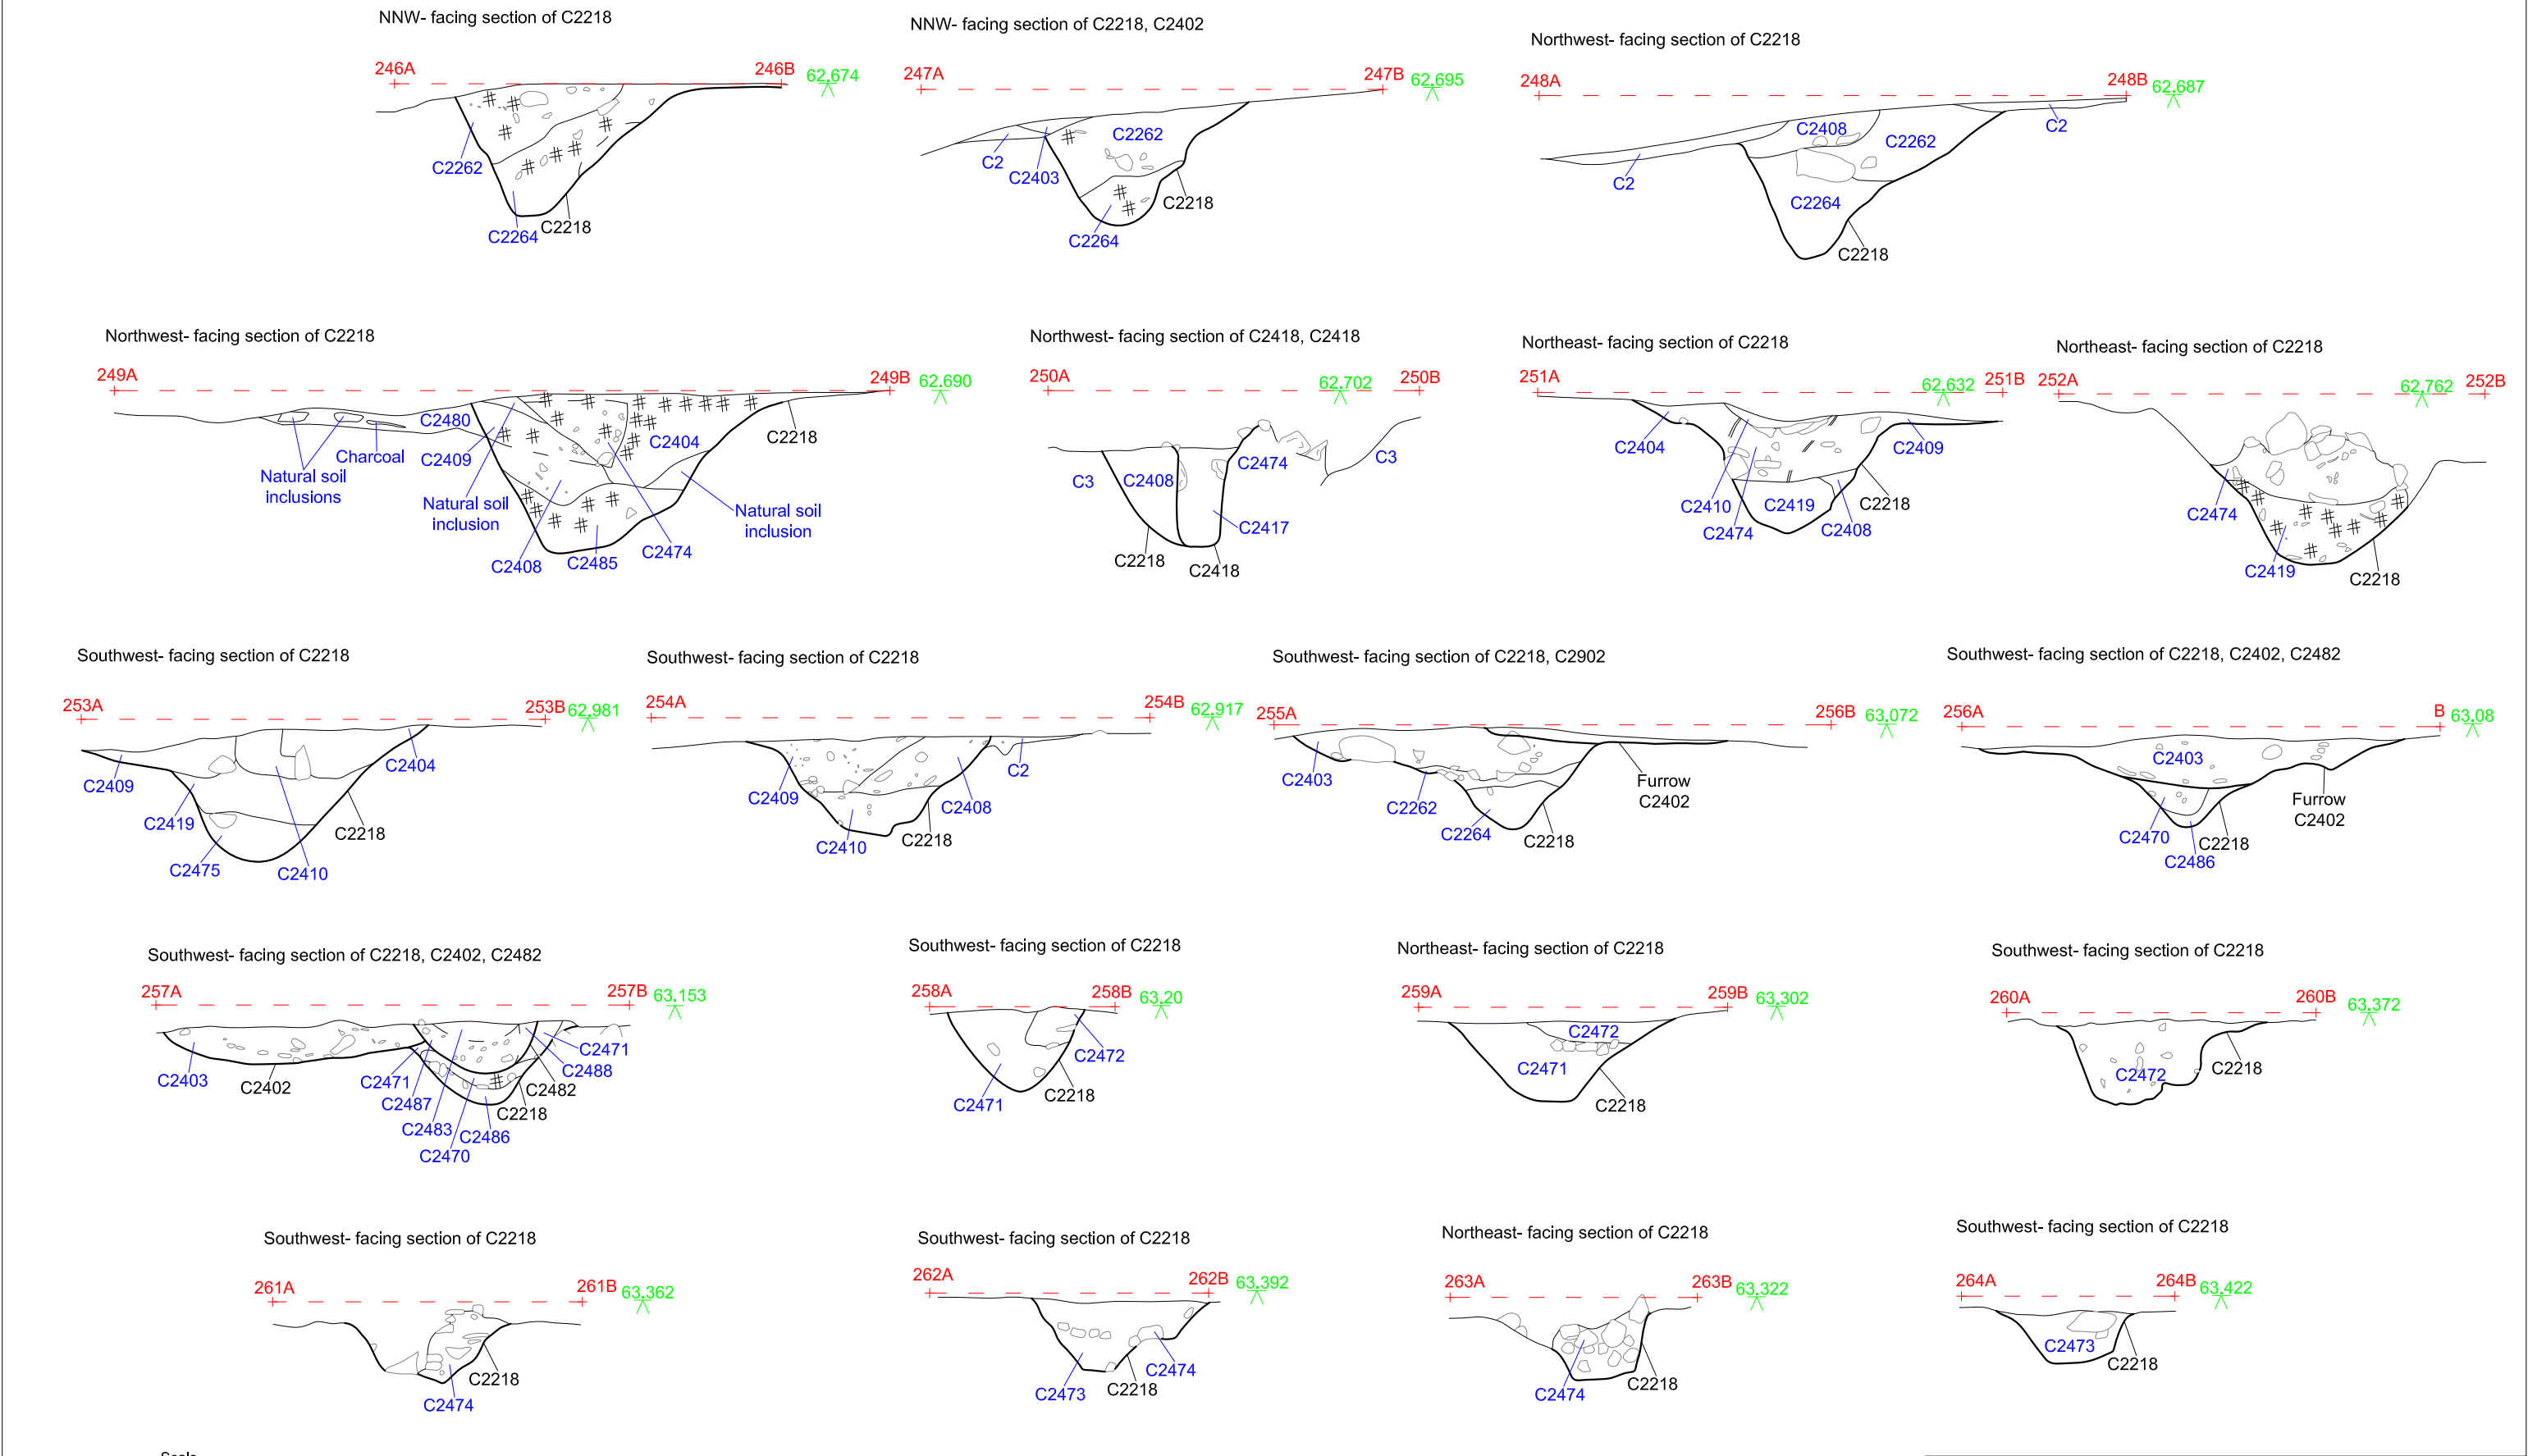 NNW- facing section of C2218
246A
246B
62.674
C2262
C2264
C2218
NNW- facing section of C2218, C2402
247A
247B
62.695
C2262
C2
C2403
C2218
C2264
Northwest- facing section of C2218
248A
248B
62.687
C2408
C2262
C2
C2
C2264
C2218
Northwest- facing section of C2218
249A
249B
62.690
C2480
C2404
C2218
Charcoal
C2409
Natural soil
inclusions
Natural soil
inclusion
Natural soil
inclusion
C2408
C2485
C2474
Northwest- facing section of C2418, C2418
250A
62.702
250B
C3
C2408
C2474
C3
C2417
C2218
C2418
Northeast- facing section of C2218
251A
62.632
251B
C2404
C2409
C2410
C2419
C2218
C2474
C2408
Northeast- facing section of C2218
252A
62.762
252B
C2474
C2419
C2218
Southwest- facing section of C2218
253A
253B
62.981
C2409
C2404
C2419
C2218
C2475
C2410
Southwest- facing section of C2218
254A
254B
62.917
C2409
C2
C2408
C2410
C2218
Southwest- facing section of C2218, C2902
255A
256B
63.072
C2403
C2262
C2264
Furrow
C2402
C2218
Southwest- facing section of C2218, C2402, C2482
256A
B
63.08
C2403
C2470
C2218
C2486
Furrow
C2402
Southwest- facing section of C2218, C2402, C2482
257A
257B
63.153
C2403
C2402
C2471
C2487
C2483
C2470
C2486
C2218
C2482
C2488
C2471
Southwest- facing section of C2218
258A
258B
63.20
C2472
C2471
C2218
Northeast- facing section of C2218
259A
259B
63.302
C2472
C2471
C2218
Southwest- facing section of C2218
260A
260B
63.372
C2472
C2218
Southwest- facing section of C2218
261A
261B
63.362
C2218
C2474
Southwest- facing section of C2218
262A
262B
63.392
C2473
C2218
C2474
Northeast- facing section of C2218
263A
263B
63.322
C2474
C2218
Southwest- facing section of C2218
264A
264B
63.422
C2473
C2218
Scale